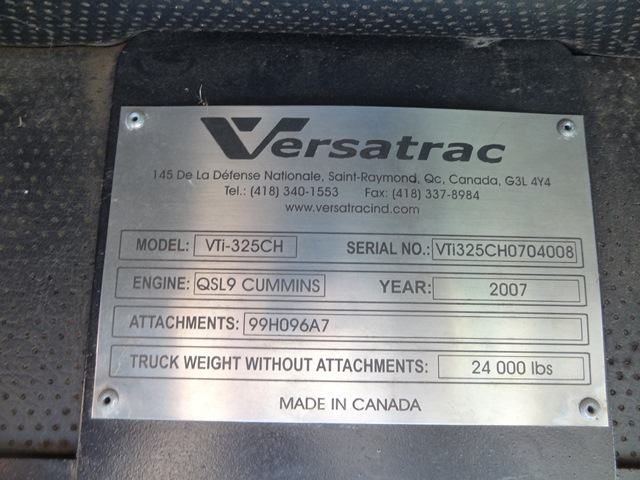 Versatrac
145 De La Défense Nationale, Saint-Raymond, Qc, Canada, G3L 4Y4
Tel.: (418) 340-1553 Fax: (418) 337-8984
www.versatracind.com
MODEL: VTi-325CH SERIAL NO.: VTi325CH0704008
ENGINE: QSL9 CUMMINS YEAR: 2007
ATTACHMENTS: 99H096A7
TRUCK WEIGHT WITHOUT ATTACHMENTS: 24 000 lbs
MADE IN CANADA